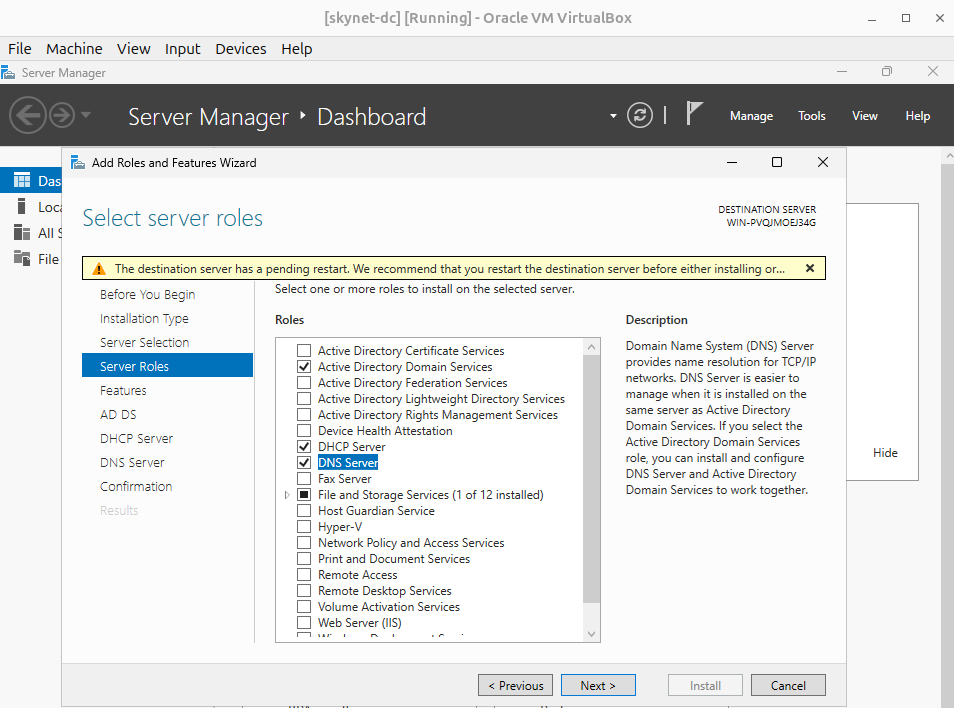 [skynet-dc] [Running] - Oracle VM VirtualBox
File Machine View Input Devices Help
Server Manager
Server Manager Dashboard
Manage Tools View Help
Add Roles and Features Wizard
Das
Loca
All S
File
Select server roles
DESTINATION SERVER
WIN-PVQJMOEJ34G
The destination server has a pending restart. We recommend that you restart the destination server before either installing or...
Before You Begin
Installation Type
Server Selection
Server Roles
Features
AD DS
DHCP Server
DNS Server
Confirmation
Results
Select one or more roles to install on the selected server.
Roles
Active Directory Certificate Services
Active Directory Domain Services
Active Directory Federation Services
Active Directory Lightweight Directory Services
Active Directory Rights Management Services
Device Health Attestation
DHCP Server
DNS Server
Fax Server
File and Storage Services (1 of 12 installed)
Host Guardian Service
Hyper-V
Network Policy and Access Services
Print and Document Services
Remote Access
Remote Desktop Services
Volume Activation Services
Web Server (IIS)
Description
Domain Name System (DNS) Server
provides name resolution for TCP/IP
networks. DNS Server is easier to
manage when it is installed on the
same server as Active Directory
Domain Services. If you select the
Active Directory Domain Services
role, you can install and configure
DNS Server and Active Directory
Domain Services to work together.
Hide
< Previous
Next >
Install
Cancel